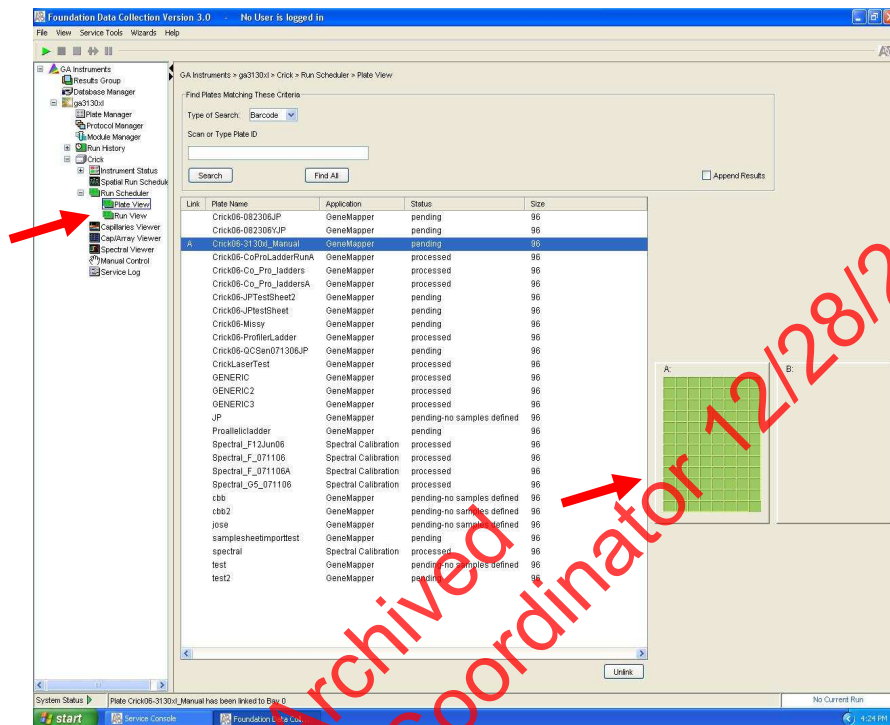 Foundation Data Collection Version 3.0 - No User is logged in
File View Service Tools Wizards Help
GA Instruments
Results Group
Database Manager
ga3130xl
Plate Manager
Protocol Manager
Module Manager
Run History
Crick
Instrument Status
Spatial Run Schedul
Run Scheduler
Plate View
Run View
Capillaries Viewer
Cap/Array Viewer
Spectral Viewer
Manual Control
Service Log
GA Instruments > ga3130xl > Crick > Run Scheduler > Plate View
Find Plates Matching These Criteria
Type of Search: Barcode
Scan or Type Plate ID
Search Find All Append Results
Link Plate Name Application Status Size
Crick06-082306JP GeneMapper pending 96
Crick06-082306YJP GeneMapper pending 96
A Crick06-3130xl_Manual GeneMapper pending 96
Crick06-CoProLadderRunA GeneMapper processed 96
Crick06-Co_Pro_ladders GeneMapper processed 96
Crick06-Co_Pro_laddersA GeneMapper processed 96
Crick06-JPTestSheet2 GeneMapper pending 96
Crick06-JPtestSheet GeneMapper processed 96
Crick06-Missy GeneMapper pending 96
Crick06-ProfilerLadder GeneMapper processed 96
Crick06-QCSen071306JP GeneMapper pending 96
CrickLaserTest GeneMapper processed 96
GENERIC GeneMapper processed 96
GENERIC2 GeneMapper processed 96
GENERIC3 GeneMapper processed 96
JP GeneMapper pending-no samples defined 96
Proallelicladder GeneMapper pending 96
Spectral_F12Jun06 Spectral Calibration processed 96
Spectral_F_071106 Spectral Calibration processed 96
Spectral_F_071106A Spectral Calibration processed 96
Spectral_G5_071106 Spectral Calibration processed 96
cbb GeneMapper pending-no samples defined 96
cbb2 GeneMapper pending-no samples defined 96
jose GeneMapper pending-no samples defined 96
samplesheetimporttest GeneMapper pending 96
spectral Spectral Calibration processed 96
test GeneMapper pending-no samples defined 96
test2 GeneMapper pending 96
A: B:
Unlink
System Status Plate Crick06-3130xl_Manual has been linked to Bay 0 No Current Run
start Service Console Foundation Data Col... 4:24 PM
Archived
Coordinator 12/28/2